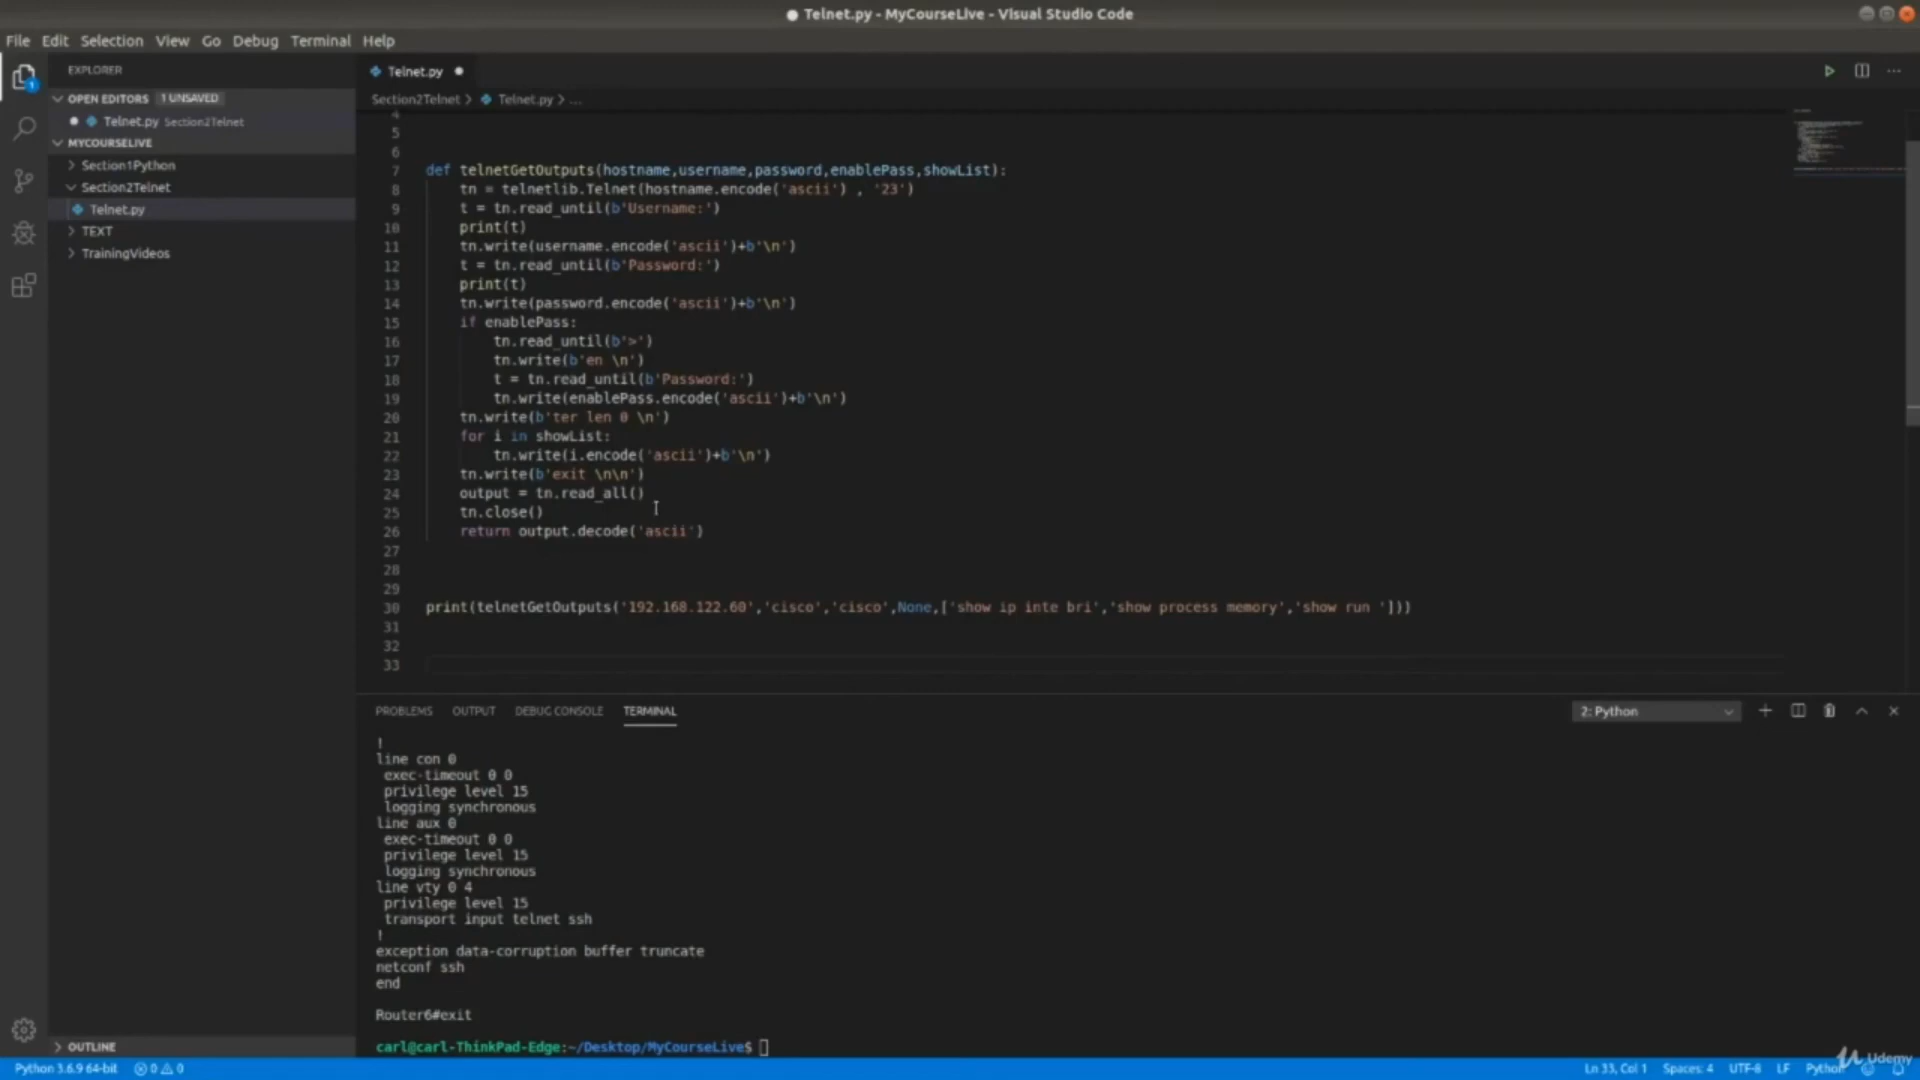 Telnet.py - MyCourseLive - Visual Studio Code
File Edit Selection View Go Debug Terminal Help
EXPLORER
OPEN EDITORS 1 UNSAVED
Telnet.py Section2Telnet
MYCOURSELIVE
Section1Python
Section2Telnet
Telnet.py
TEXT
TrainingVideos
OUTLINE
1
Telnet.py
Section2Telnet > Telnet.py > ...
4
5
6
7 def telnetGetOutputs(hostname,username,password,enablePass,showList):
8 tn = telnetlib.Telnet(hostname.encode('ascii') , '23')
9 t = tn.read_until(b'Username:')
10 print(t)
11 tn.write(username.encode('ascii')+b'\n')
12 t = tn.read_until(b'Password:')
13 print(t)
14 tn.write(password.encode('ascii')+b'\n')
15 if enablePass:
16 tn.read_until(b'>')
17 tn.write(b'en \n')
18 t = tn.read_until(b'Password:')
19 tn.write(enablePass.encode('ascii')+b'\n')
20 tn.write(b'ter len 0 \n')
21 for i in showList:
22 tn.write(i.encode('ascii')+b'\n')
23 tn.write(b'exit \n\n')
24 output = tn.read_all()
25 tn.close()
26 return output.decode('ascii')
27
28
29
30 print(telnetGetOutputs('192.168.122.60','cisco','cisco',None,['show ip inte bri','show process memory','show run ']))
31
32
33
PROBLEMS OUTPUT DEBUG CONSOLE TERMINAL 2: Python
!
line con 0
exec-timeout 0 0
privilege level 15
logging synchronous
line aux 0
exec-timeout 0 0
privilege level 15
logging synchronous
line vty 0 4
privilege level 15
transport input telnet ssh
!
exception data-corruption buffer truncate
netconf ssh
end
Router6#exit
carl@carl-ThinkPad-Edge:~/Desktop/MyCourseLive$
Python 3.6.9 64-bit 0 0 Ln 33, Col 1 Spaces: 4 UTF-8 LF Python
Udemy